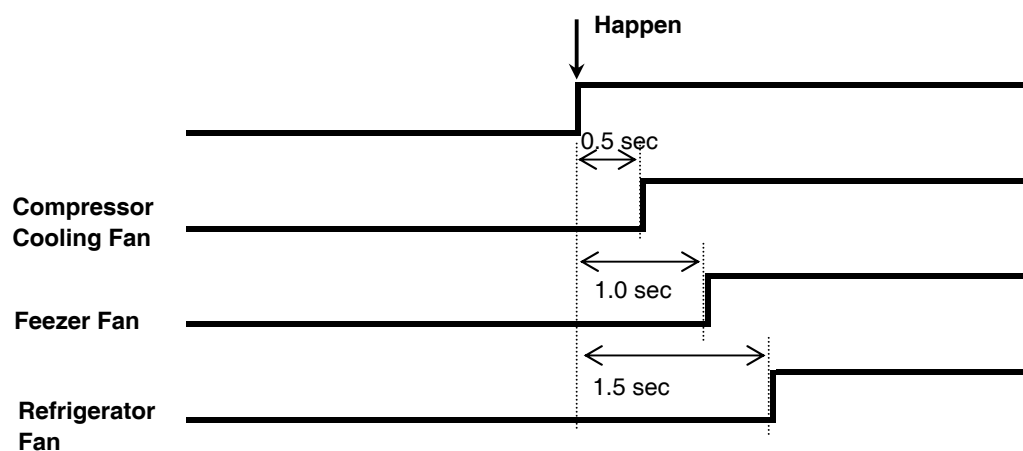 Happen
0.5 sec
Compressor
Cooling Fan
1.0 sec
Feezer Fan
1.5 sec
Refrigerator
Fan